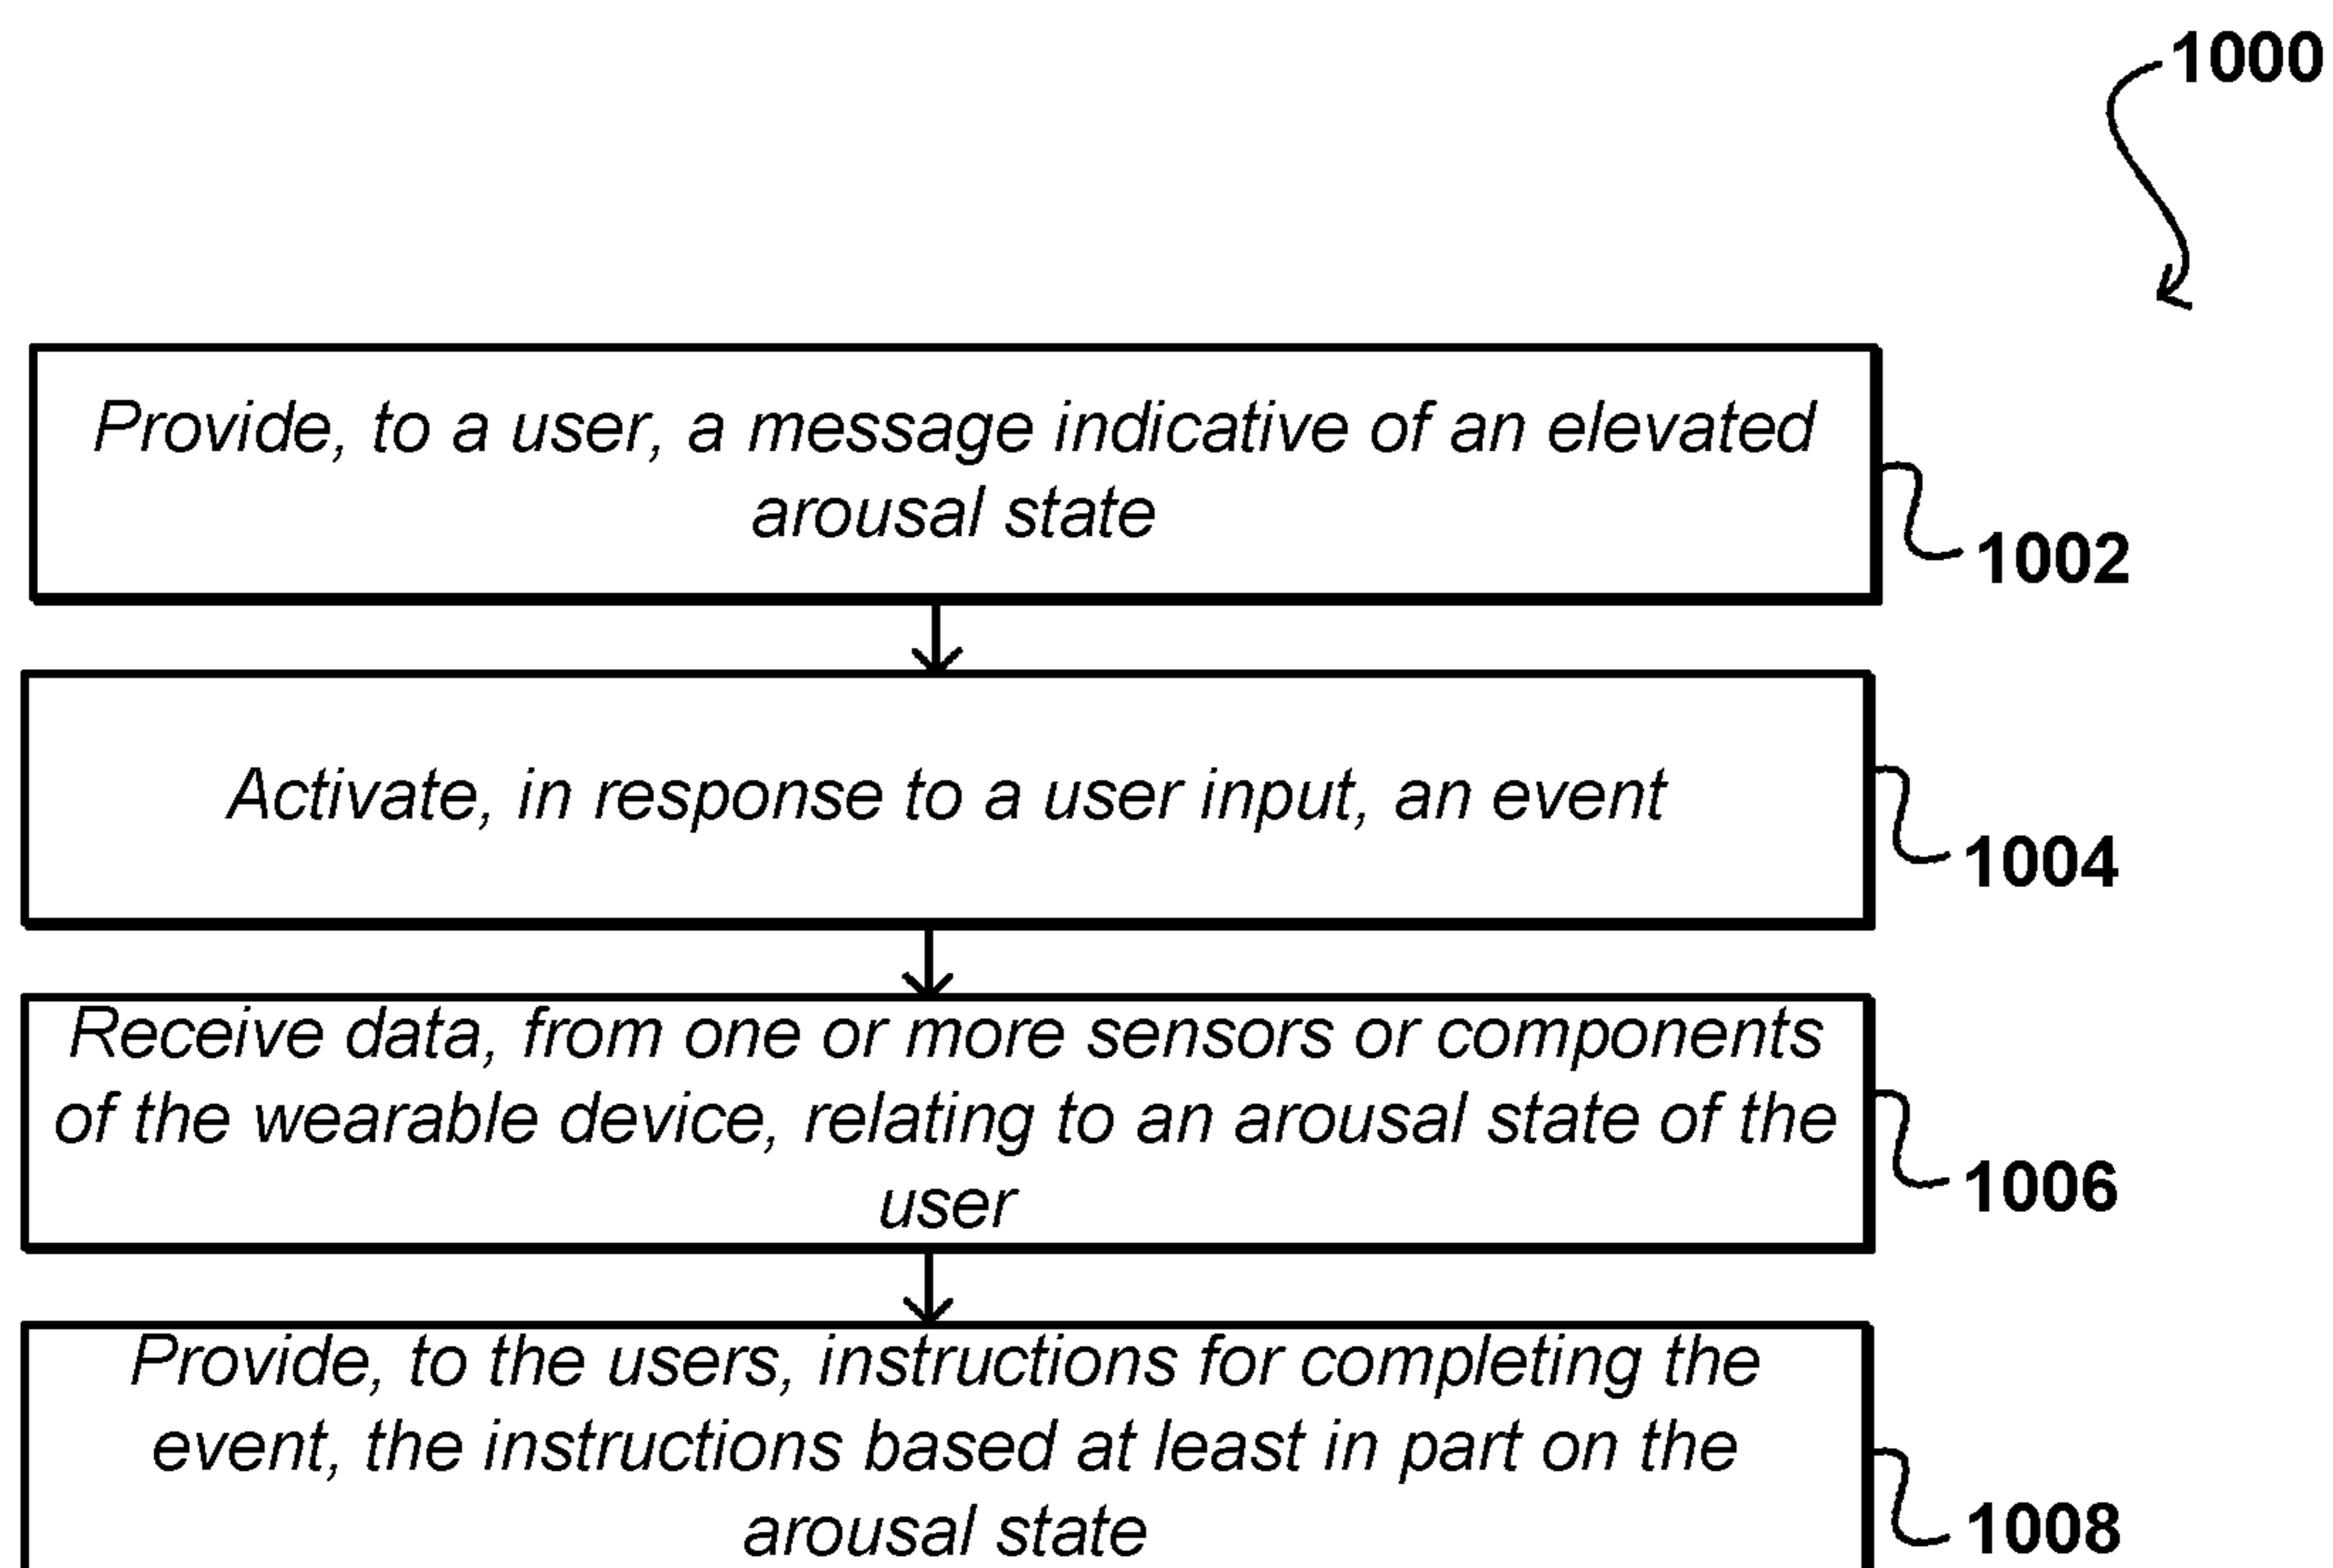 1000
Provide, to a user, a message indicative of an elevated
arousal state
1002
Activate, in response to a user input, an event
1004
Receive data, from one or more sensors or components
of the wearable device, relating to an arousal state of the
user
1006
Provide, to the users, instructions for completing the
event, the instructions based at least in part on the
arousal state
1008